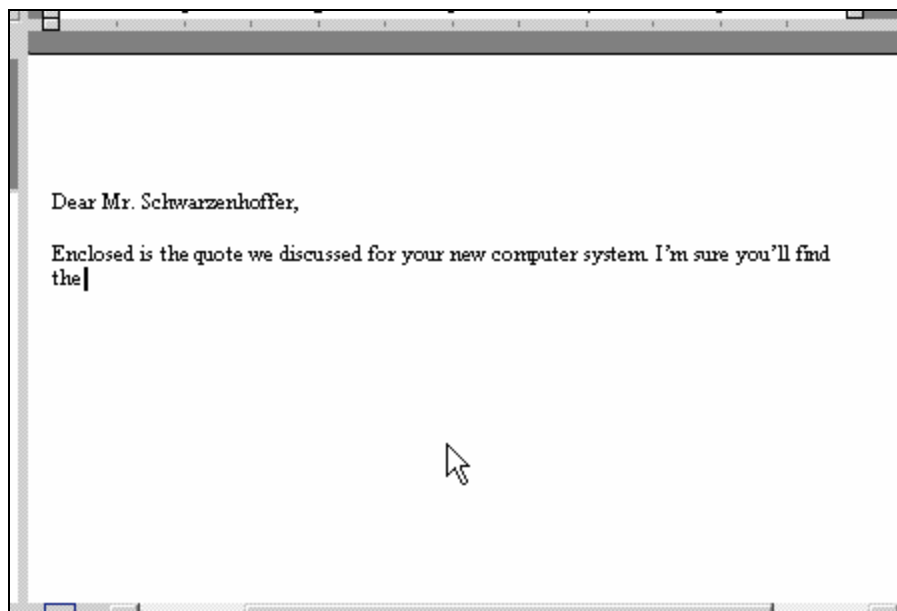 Dear Mr. Schwarzenhoffer,
Enclosed is the quote we discussed for your new computer system. I'm sure you'll find
the